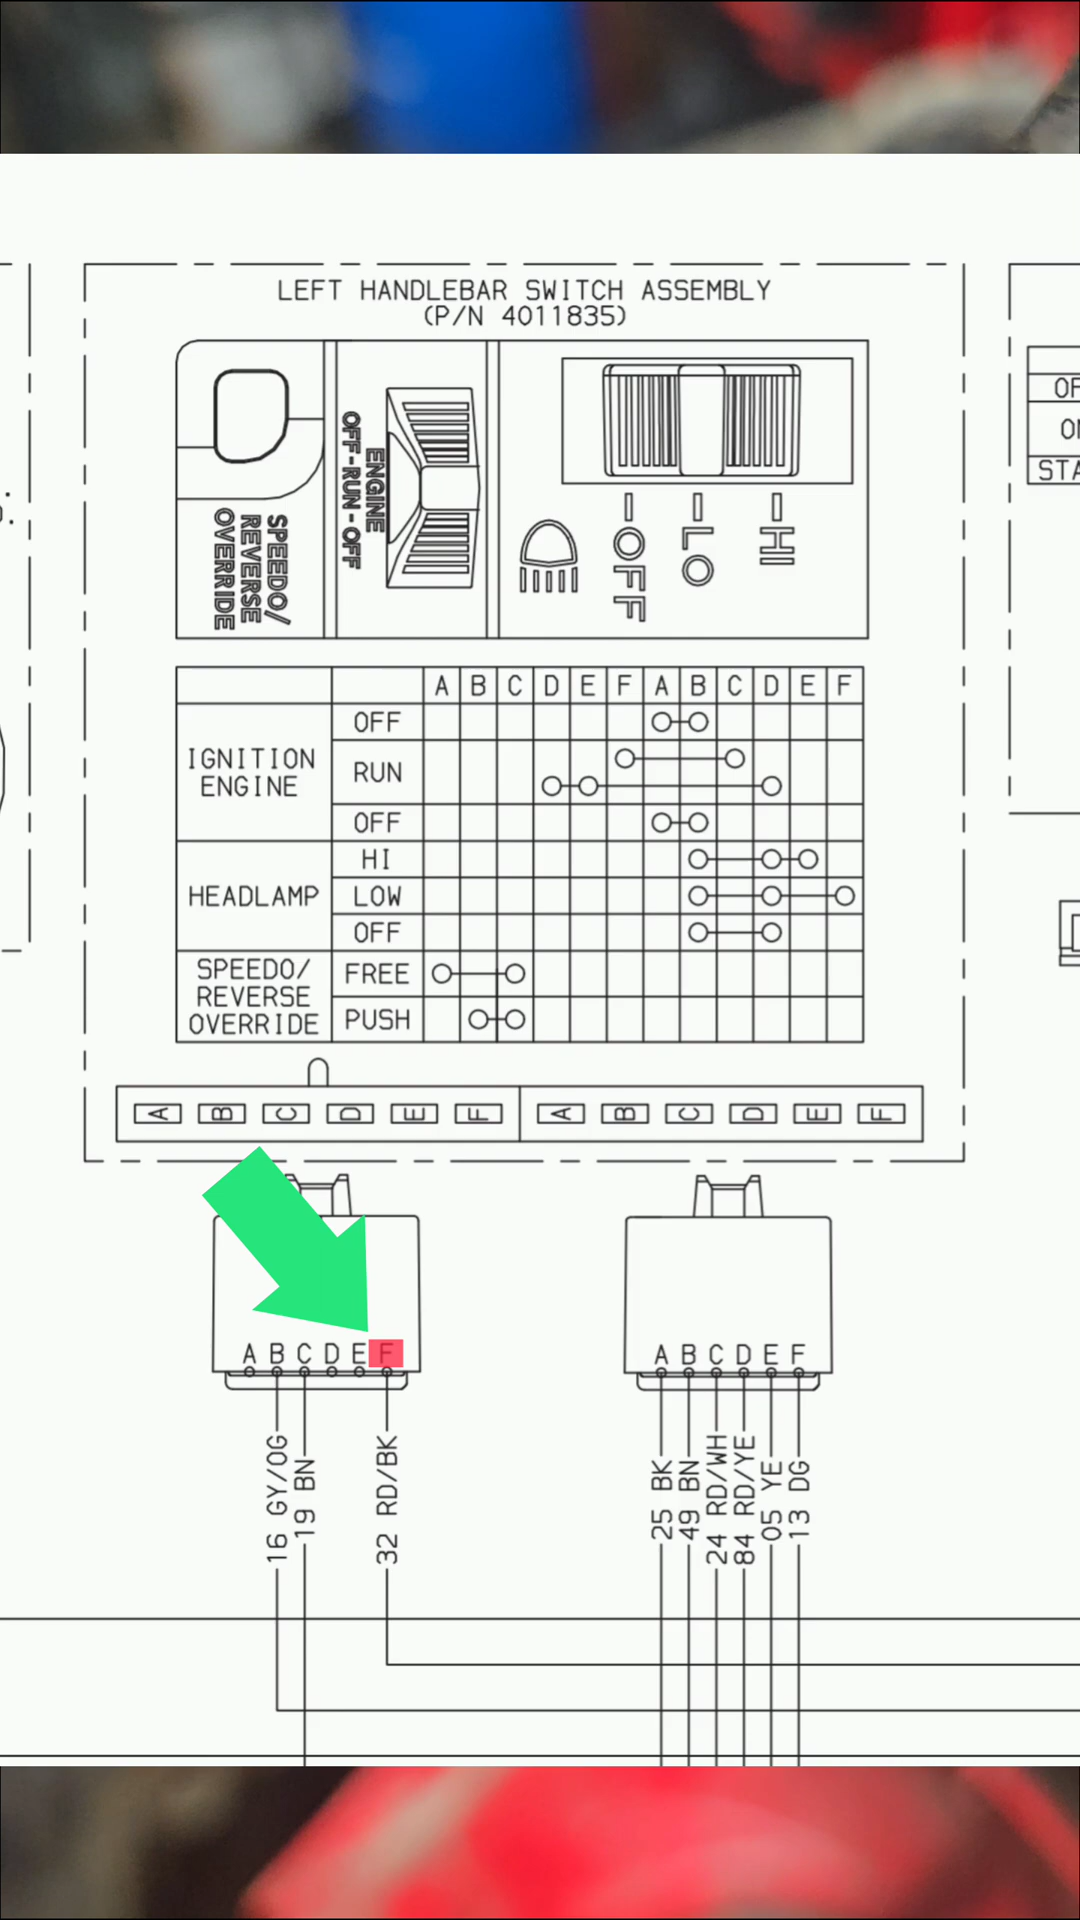 LEFT HANDLEBAR SWITCH ASSEMBLY
(P/N 4011835)
SPEEDO/
REVERSE
OVERRIDE
ENGINE
OFF-RUN-OFF
-OFF
-LO
-HI
A B C D E F A B C D E F
IGNITION
ENGINE
OFF
RUN
OFF
HEADLAMP
HI
LOW
OFF
SPEEDO/
REVERSE
OVERRIDE
FREE
PUSH
A B C D E F A B C D E F
A B C D E F
A B C D E F
16 GY/OG
19 BN
32 RD/BK
25 BK
49 BN
24 RD/WH
84 RD/YE
05 YE
13 DG
STA